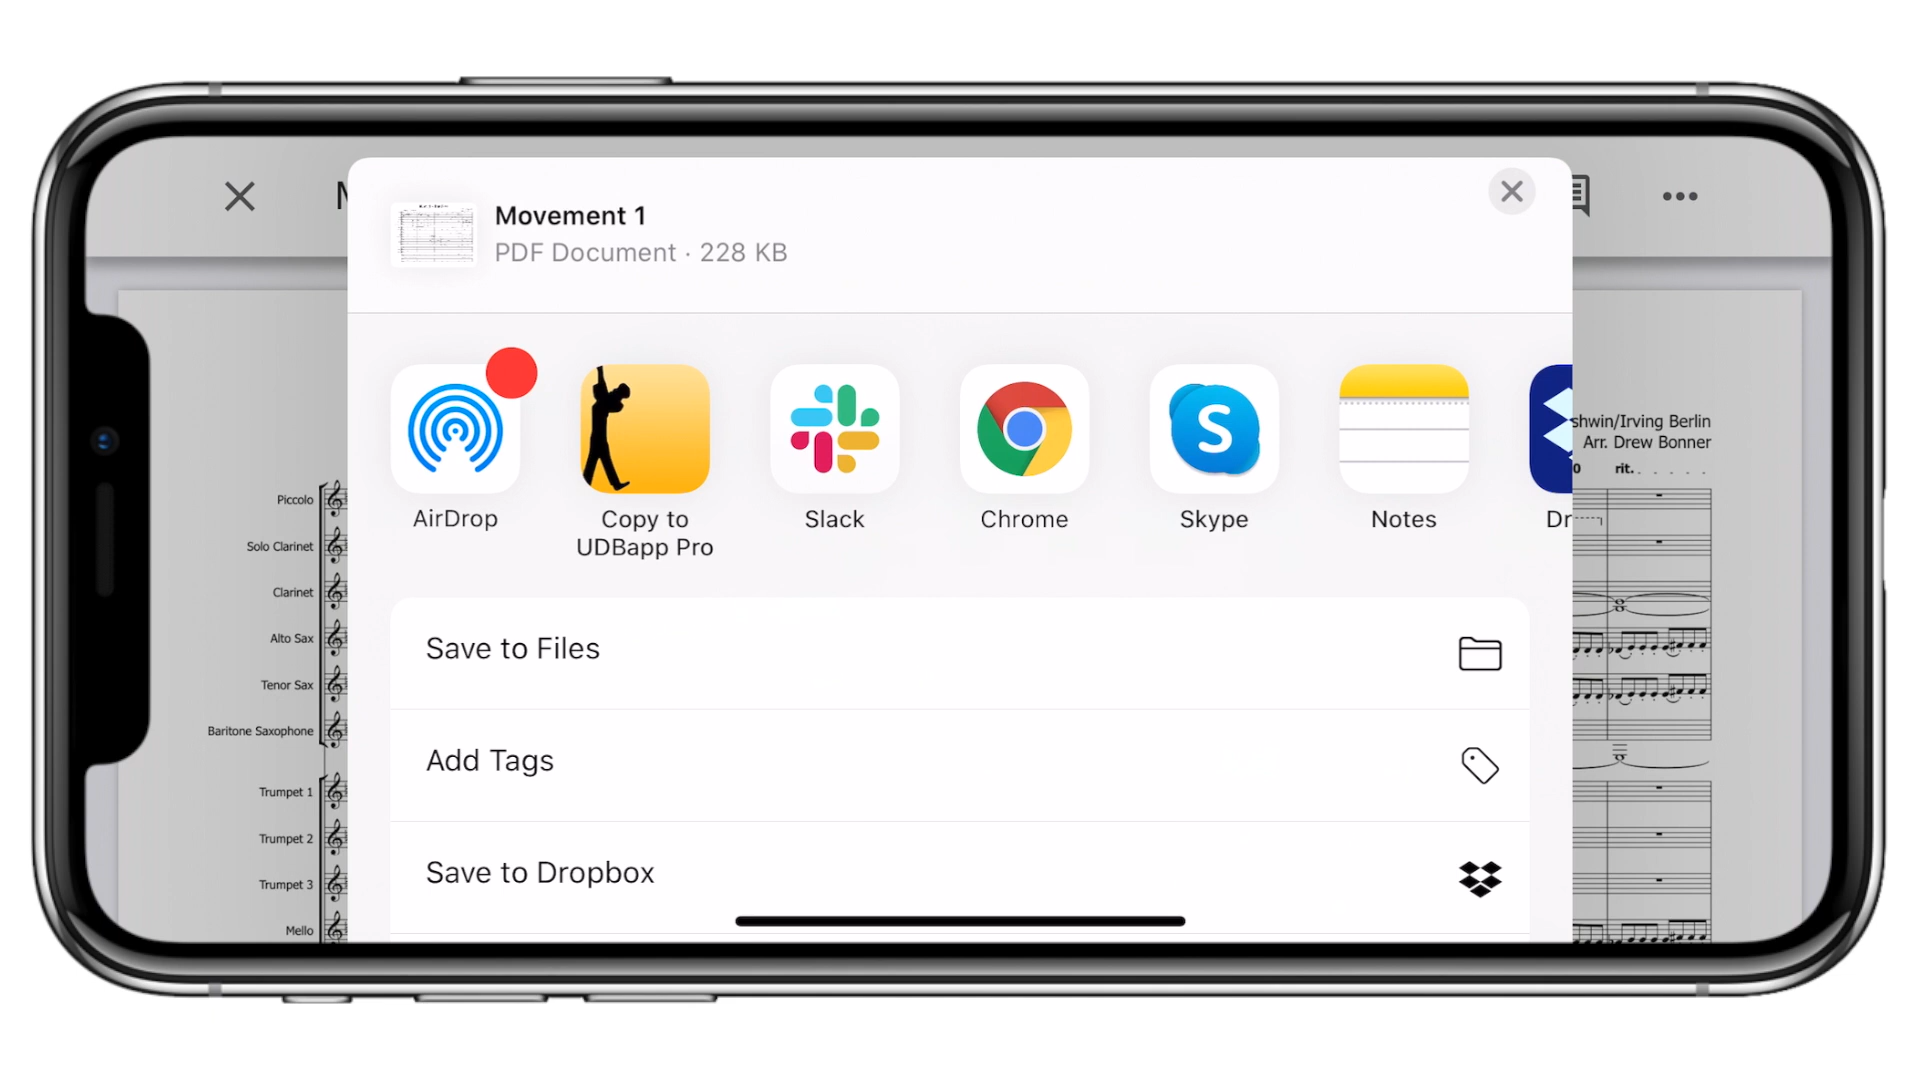 M
Movement 1
PDF Document · 228 KB
AirDrop
Copy to
UDBapp Pro
Slack
Chrome
S
Skype
Notes
Dr
Save to Files
Add Tags
Save to Dropbox
shwin/Irving Berlin
Arr. Drew Bonner
0 rit.
Piccolo
Solo Clarinet
Clarinet
Alto Sax
Tenor Sax
Baritone Saxophone
Trumpet 1
Trumpet 2
Trumpet 3
Mello